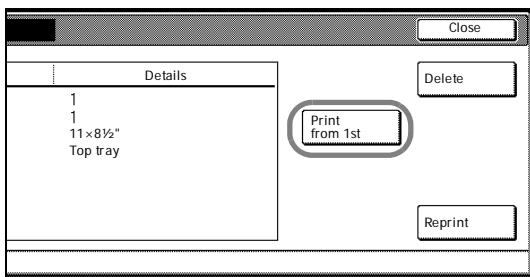 Close
Details
1
1
11×8½"
Top tray
Print
from 1st
Delete
Reprint